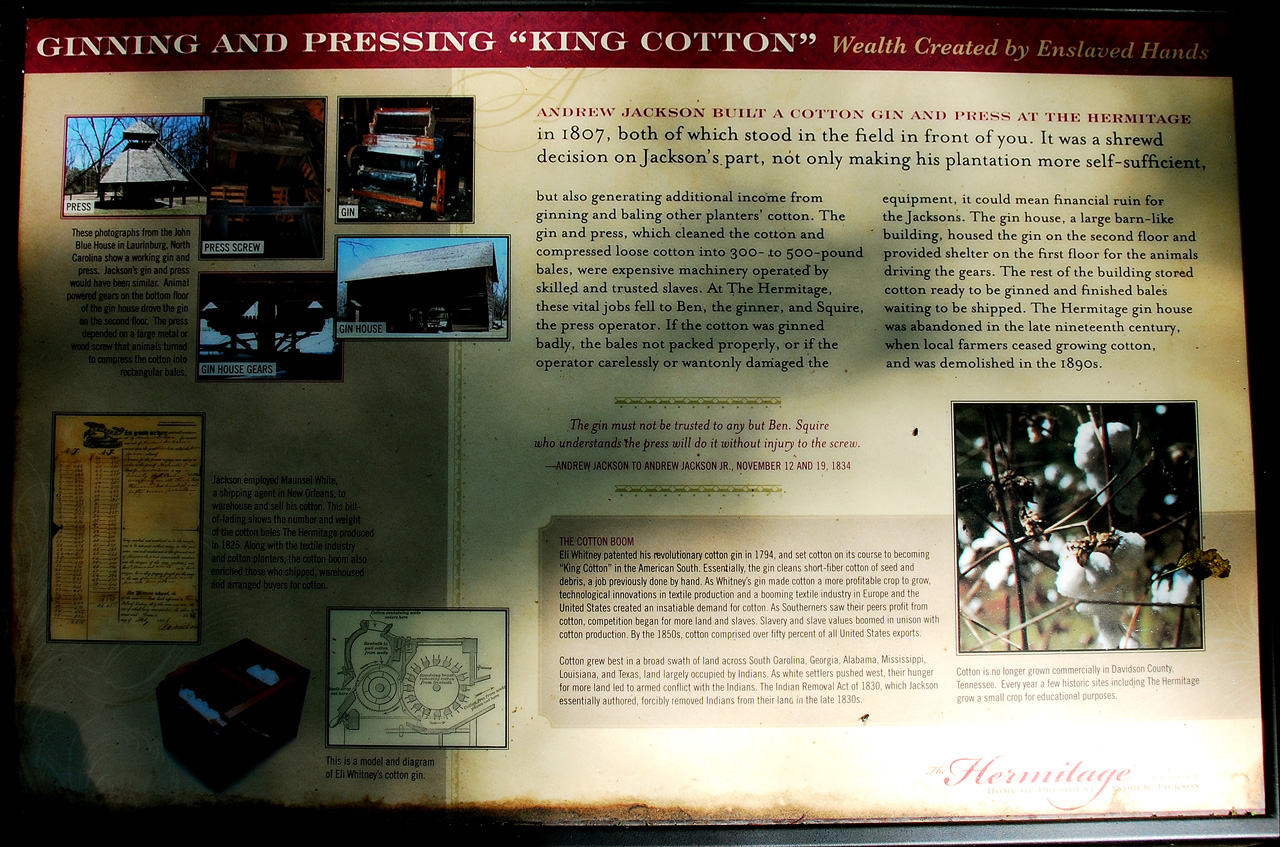 GINNING AND PRESSING “KING COTTON” Wealth Created by Enslaved Hands
PRESS
PRESS SCREW
GIN
GIN HOUSE
GIN HOUSE GEARS
These photographs from the John
Blue House in Laurinburg, North
Carolina show a working gin and
press. Jackson's gin and press
would have been similar. Animal
powered gears on the bottom floor
of the gin house drove the gin
on the second floor. The press
depended on a large metal or
wood screw that animals turned
to compress the cotton into
rectangular bales.
ANDREW JACKSON BUILT A COTTON GIN AND PRESS AT THE HERMITAGE
in 1807, both of which stood in the field in front of you. It was a shrewd
decision on Jackson's part, not only making his plantation more self-sufficient,
but also generating additional income from
ginning and baling other planters' cotton. The
gin and press, which cleaned the cotton and
compressed loose cotton into 300- to 500-pound
bales, were expensive machinery operated by
skilled and trusted slaves. At The Hermitage,
these vital jobs fell to Ben, the ginner, and Squire,
the press operator. If the cotton was ginned
badly, the bales not packed properly, or if the
operator carelessly or wantonly damaged the
equipment, it could mean financial ruin for
the Jacksons. The gin house, a large barn-like
building, housed the gin on the second floor and
provided shelter on the first floor for the animals
driving the gears. The rest of the building stored
cotton ready to be ginned and finished bales
waiting to be shipped. The Hermitage gin house
was abandoned in the late nineteenth century,
when local farmers ceased growing cotton,
and was demolished in the 1890s.
The gin must not be trusted to any but Ben. Squire
who understands the press will do it without injury to the screw.
—ANDREW JACKSON TO ANDREW JACKSON JR., NOVEMBER 12 AND 19, 1834
In good order
Jackson employed Maunsel White,
a shipping agent in New Orleans, to
warehouse and sell his cotton. This bill-
of-lading shows the number and weight
of the cotton bales The Hermitage produced
in 1825. Along with the textile industry
and cotton planters, the cotton boom also
enriched those who shipped, warehoused
and arranged buyers for cotton.
This is a model and diagram
of Eli Whitney's cotton gin.
THE COTTON BOOM
Eli Whitney patented his revolutionary cotton gin in 1794, and set cotton on its course to becoming
“King Cotton” in the American South. Essentially, the gin cleans short-fiber cotton of seed and
debris, a job previously done by hand. As Whitney's gin made cotton a more profitable crop to grow,
technological innovations in textile production and a booming textile industry in Europe and the
United States created an insatiable demand for cotton. As Southerners saw their peers profit from
cotton, competition began for more land and slaves. Slavery and slave values boomed in unison with
cotton production. By the 1850s, cotton comprised over fifty percent of all United States exports.
Cotton grew best in a broad swath of land across South Carolina, Georgia, Alabama, Mississippi,
Louisiana, and Texas, land largely occupied by Indians. As white settlers pushed west, their hunger
for more land led to armed conflict with the Indians. The Indian Removal Act of 1830, which Jackson
essentially authored, forcibly removed Indians from their land in the late 1830s.
Cotton is no longer grown commercially in Davidson County,
Tennessee. Every year a few historic sites including The Hermitage
grow a small crop for educational purposes.
The Hermitage
HOME OF PRESIDENT ANDREW JACKSON